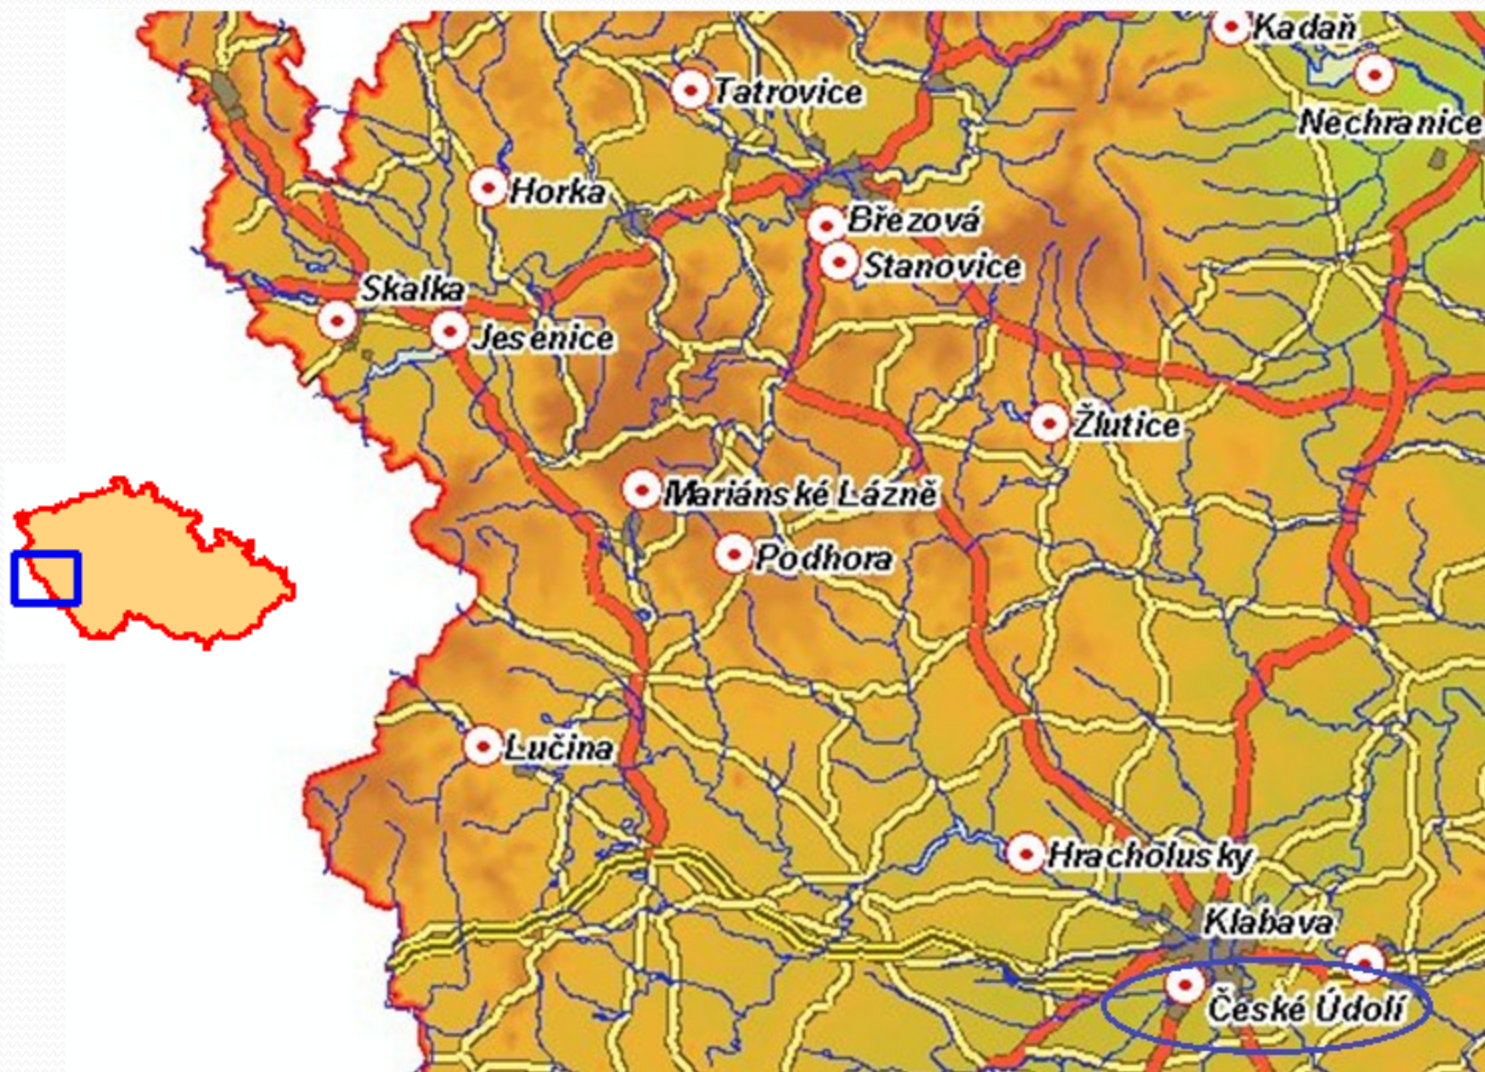 Kadaň
Tatrovice
Nechranice
Horka
Březová
Stanovice
Skalka
Jesenice
Žlutice
Mariánské Lázně
Podhora
Lučina
Hracholusky
Klabava
České Údolí